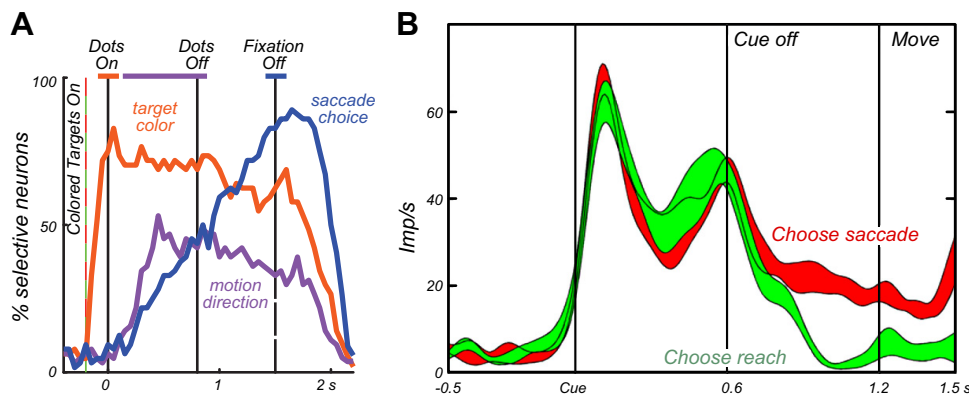 A
Dots
On
Dots
Off
Fixation
Off
100
50
0
% selective neurons
Colored Targets On
target
color
saccade
choice
motion
direction
0
1
2 s
B
Cue off
Move
60
40
20
0
Imp/s
Choose saccade
Choose reach
-0.5
Cue
0.6
1.2
1.5 s